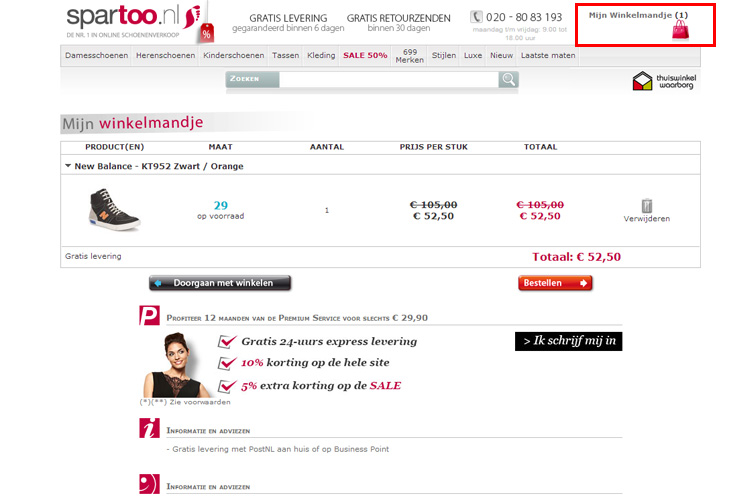 spartoo.nl
DE NR. 1 IN ONLINE SCHOENENVERKOOP
%
GRATIS LEVERING
gegarandeerd binnen 6 dagen
GRATIS RETOURZENDEN
binnen 30 dagen
020 - 80 83 193
maandag t/m vrijdag: 9:00 tot
18:00 uur
Mijn Winkelmandje (1)
Damesschoenen Herenschoenen Kinderschoenen Tassen Kleding SALE 50% 699 Merken Stijlen Luxe Nieuw Laatste maten
ZOEKEN
thuiswinkel
waarborg
Mijn winkelmandje
PRODUCT(EN) MAAT AANTAL PRIJS PER STUK TOTAAL
New Balance - KT952 Zwart / Orange
29
op voorraad
1
€ 105,00
€ 52,50
€ 105,00
€ 52,50
Verwijderen
Gratis levering
Totaal: € 52,50
Doorgaan met winkelen
Bestellen
P
PROFITEER 12 MAANDEN VAN DE PREMIUM SERVICE VOOR SLECHTS € 29,90
Gratis 24-uurs express levering
10% korting op de hele site
5% extra korting op de SALE
> Ik schrijf mij in
(*)(**) Zie voorwaarden
i
INFORMATIE EN ADVIEZEN
- Gratis levering met PostNL aan huis of op Business Point
INFORMATIE EN ADVIEZEN